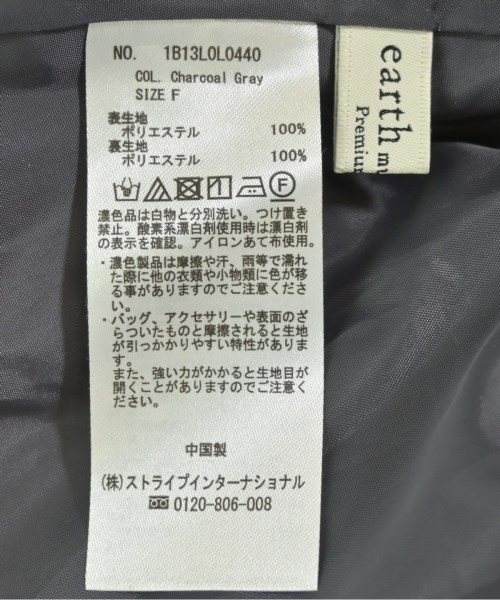 NO. 1B13L0L0440
COL. Charcoal Gray
SIZE F
表生地
ポリエステル 100%
裏生地
ポリエステル 100%
F
濃色品は白物と分別洗い。つけ置き
禁止。酸素系漂白剤使用時は漂白剤
の表示を確認。アイロンあて布使用。
・濃色製品は摩擦や汗、雨等で濡れ
た際に他の衣類や小物類に色が移
る事がありますのでご注意くださ
い。
・バッグ、アクセサリーや表面のざ
らついたものと摩擦されると生地
が引っかかりやすい特性がありま
す。
また、強い力がかかると生地目が
開くことがありますのでご注意く
ださい。
中国製
(株)ストライプインターナショナル
0120-806-008
earth mu
Premium